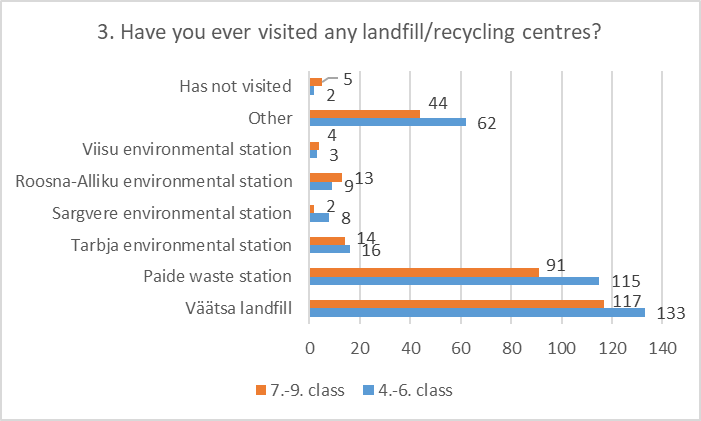 3. Have you ever visited any landfill/recycling centres?
Has not visited
5
2
Other
44
62
Viisu environmental station
4
3
Roosna-Alliku environmental station
13
9
Sargvere environmental station
2
8
Tarbja environmental station
14
16
Paide waste station
91
115
Väätsa landfill
117
133
0 20 40 60 80 100 120 140
7.-9. class 4.-6. class